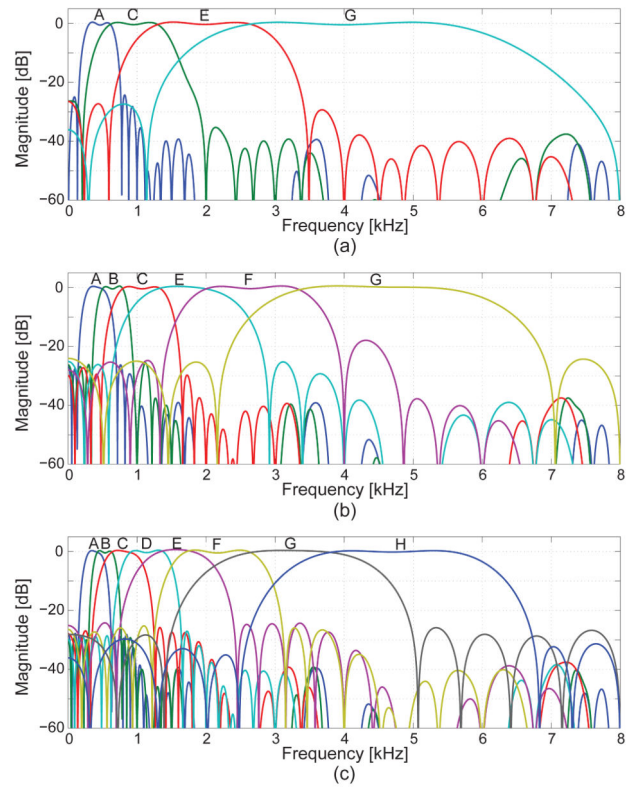 A C E G
0
−20
−40
−60
Magnitude [dB]
0 1 2 3 4 5 6 7 8
Frequency [kHz]
(a)
A B C E F G
0
−20
−40
−60
Magnitude [dB]
0 1 2 3 4 5 6 7 8
Frequency [kHz]
(b)
A B C D E F G H
0
−20
−40
−60
Magnitude [dB]
0 1 2 3 4 5 6 7 8
Frequency [kHz]
(c)